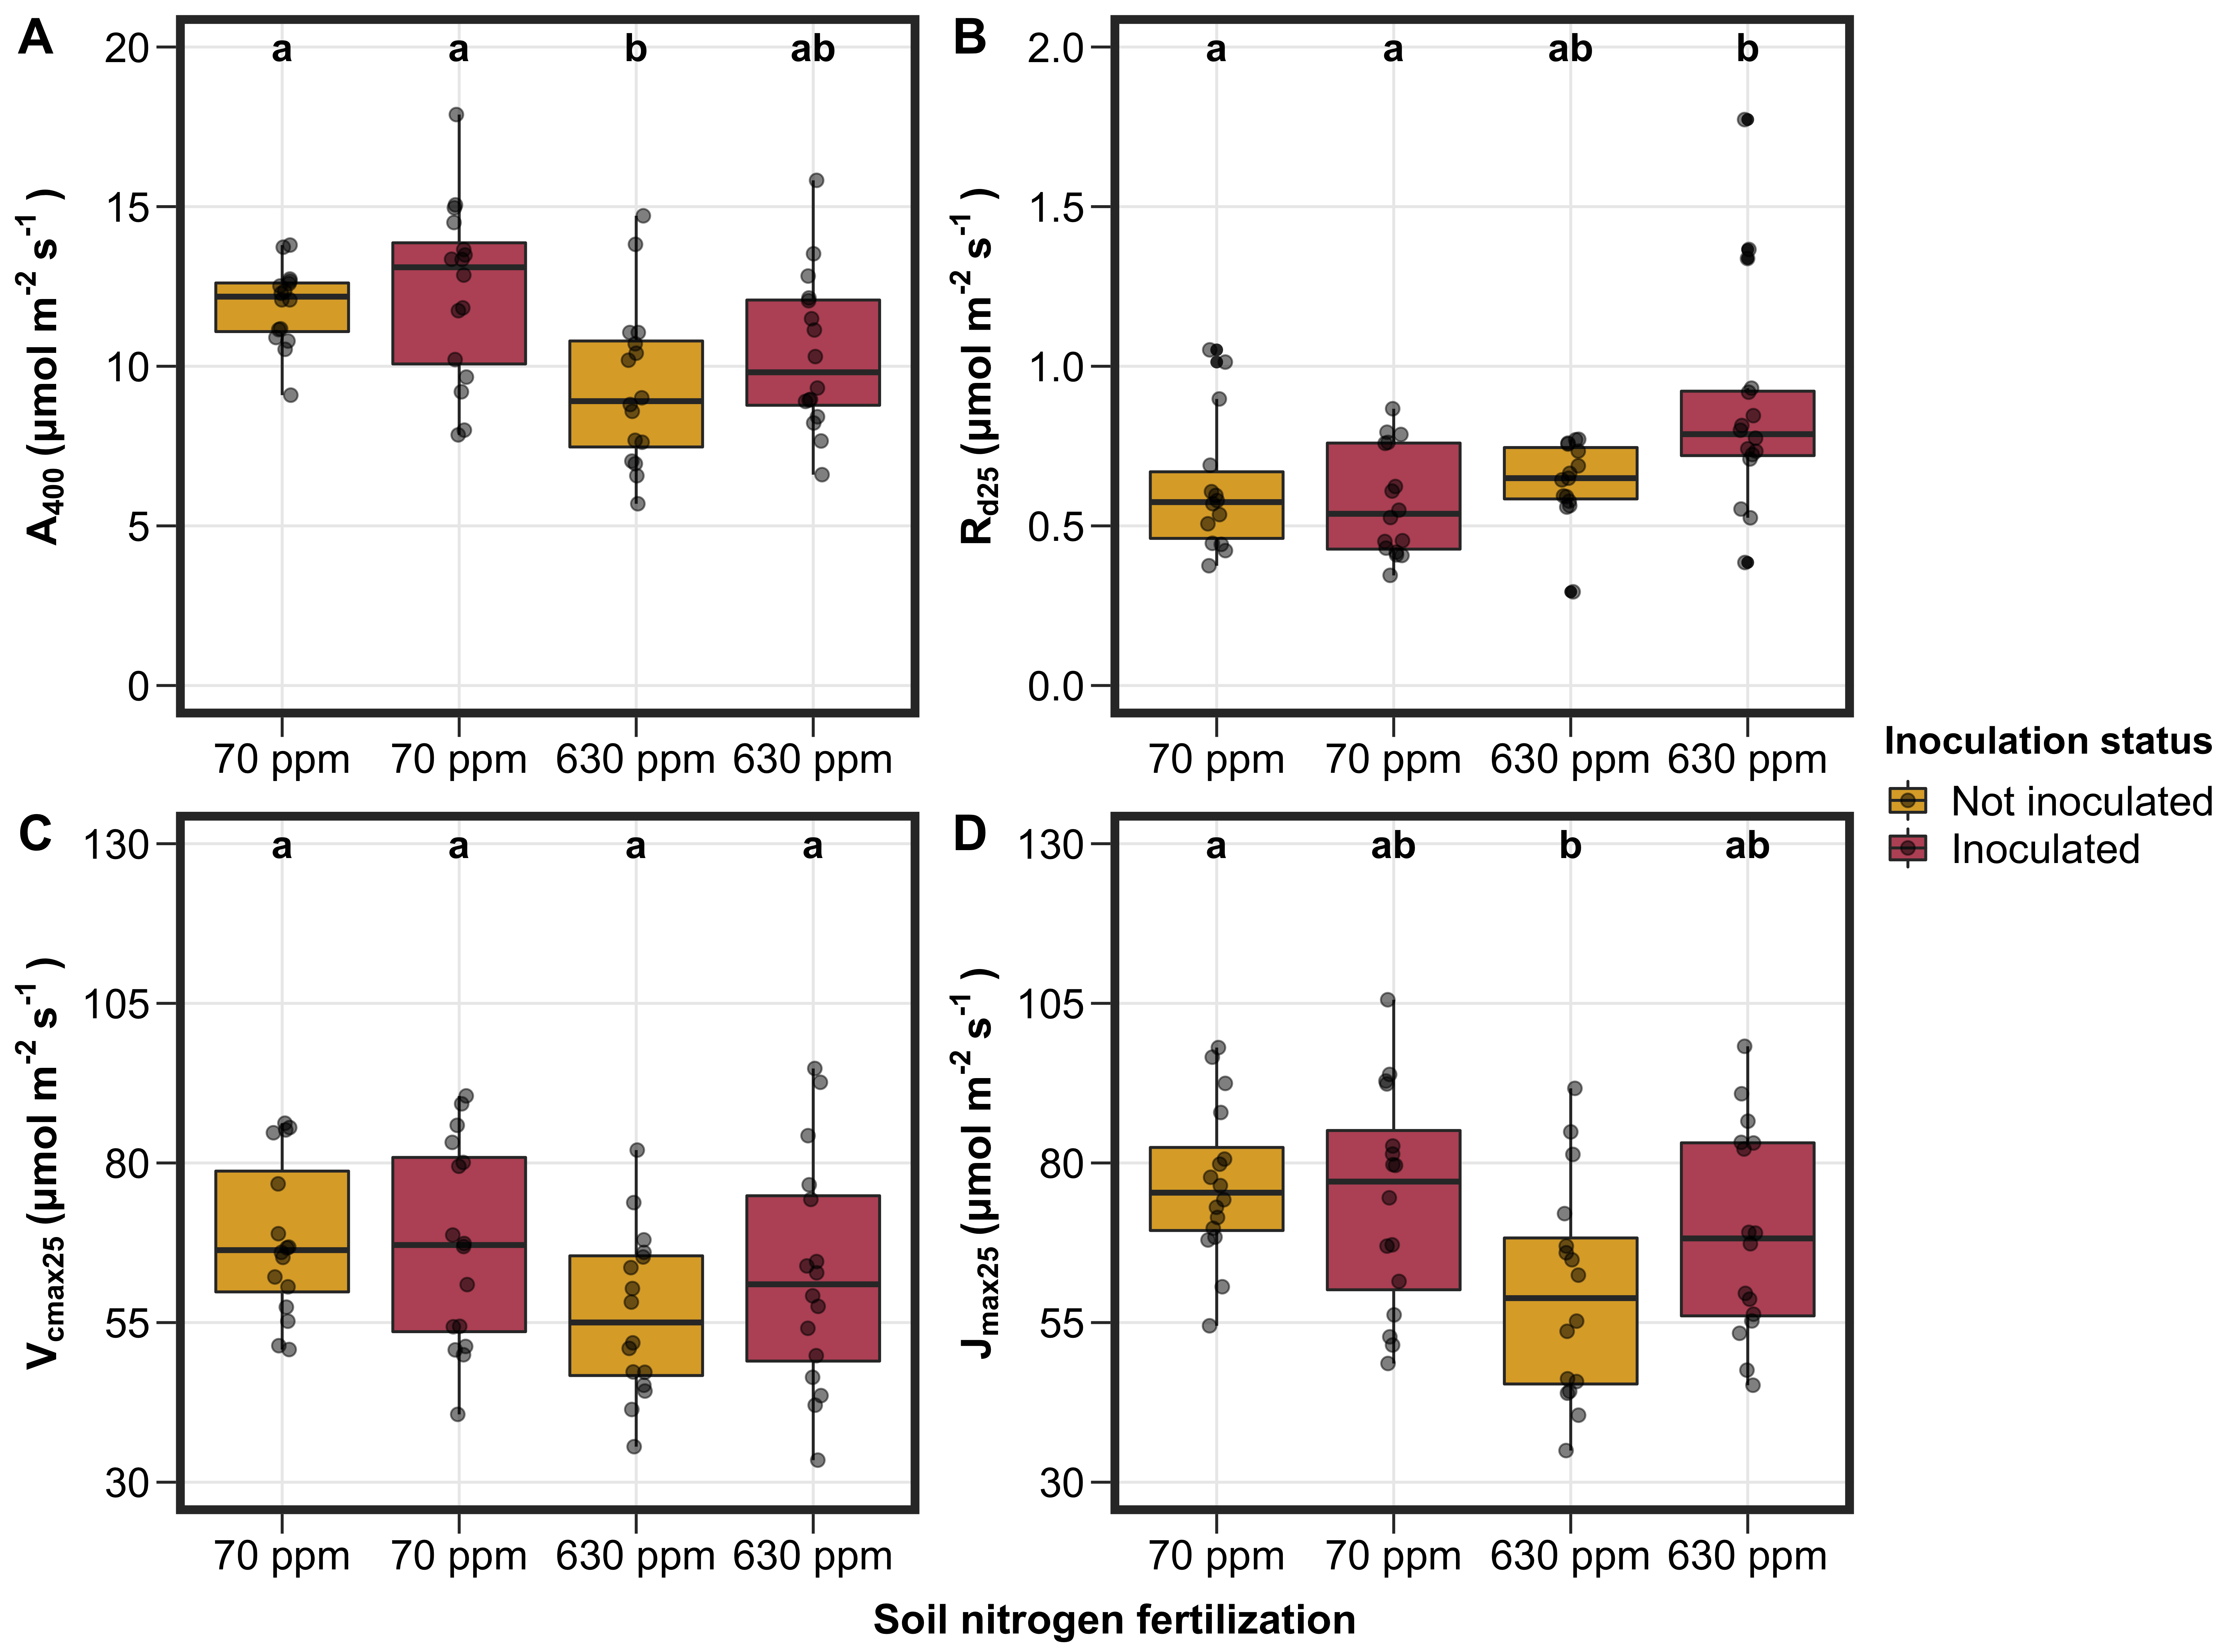 A
B
a a b ab
a a ab b
20
15
10
5
0
A400 (µmol m-2 s-1 )
2.0
1.5
1.0
0.5
0.0
Rd25 (µmol m-2 s-1 )
70 ppm 70 ppm 630 ppm 630 ppm
70 ppm 70 ppm 630 ppm 630 ppm
Inoculation status
Not inoculated
Inoculated
C
D
a a a a
a ab b ab
130
105
80
55
30
Vcmax25 (µmol m-2 s-1 )
130
105
80
55
30
Jmax25 (µmol m-2 s-1 )
70 ppm 70 ppm 630 ppm 630 ppm
70 ppm 70 ppm 630 ppm 630 ppm
Soil nitrogen fertilization